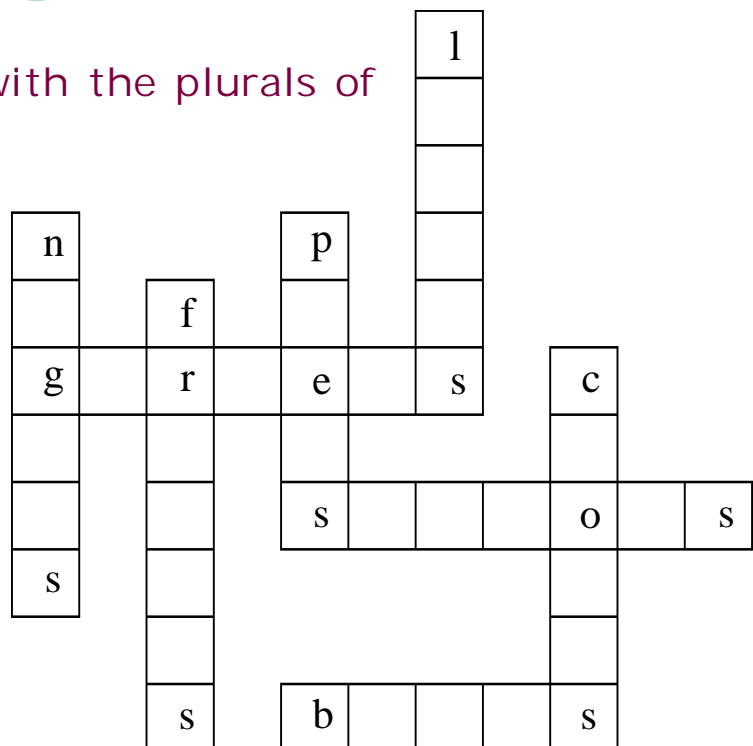 l
with the plurals of
n p
f
g r e s c
s o s
s
s b s